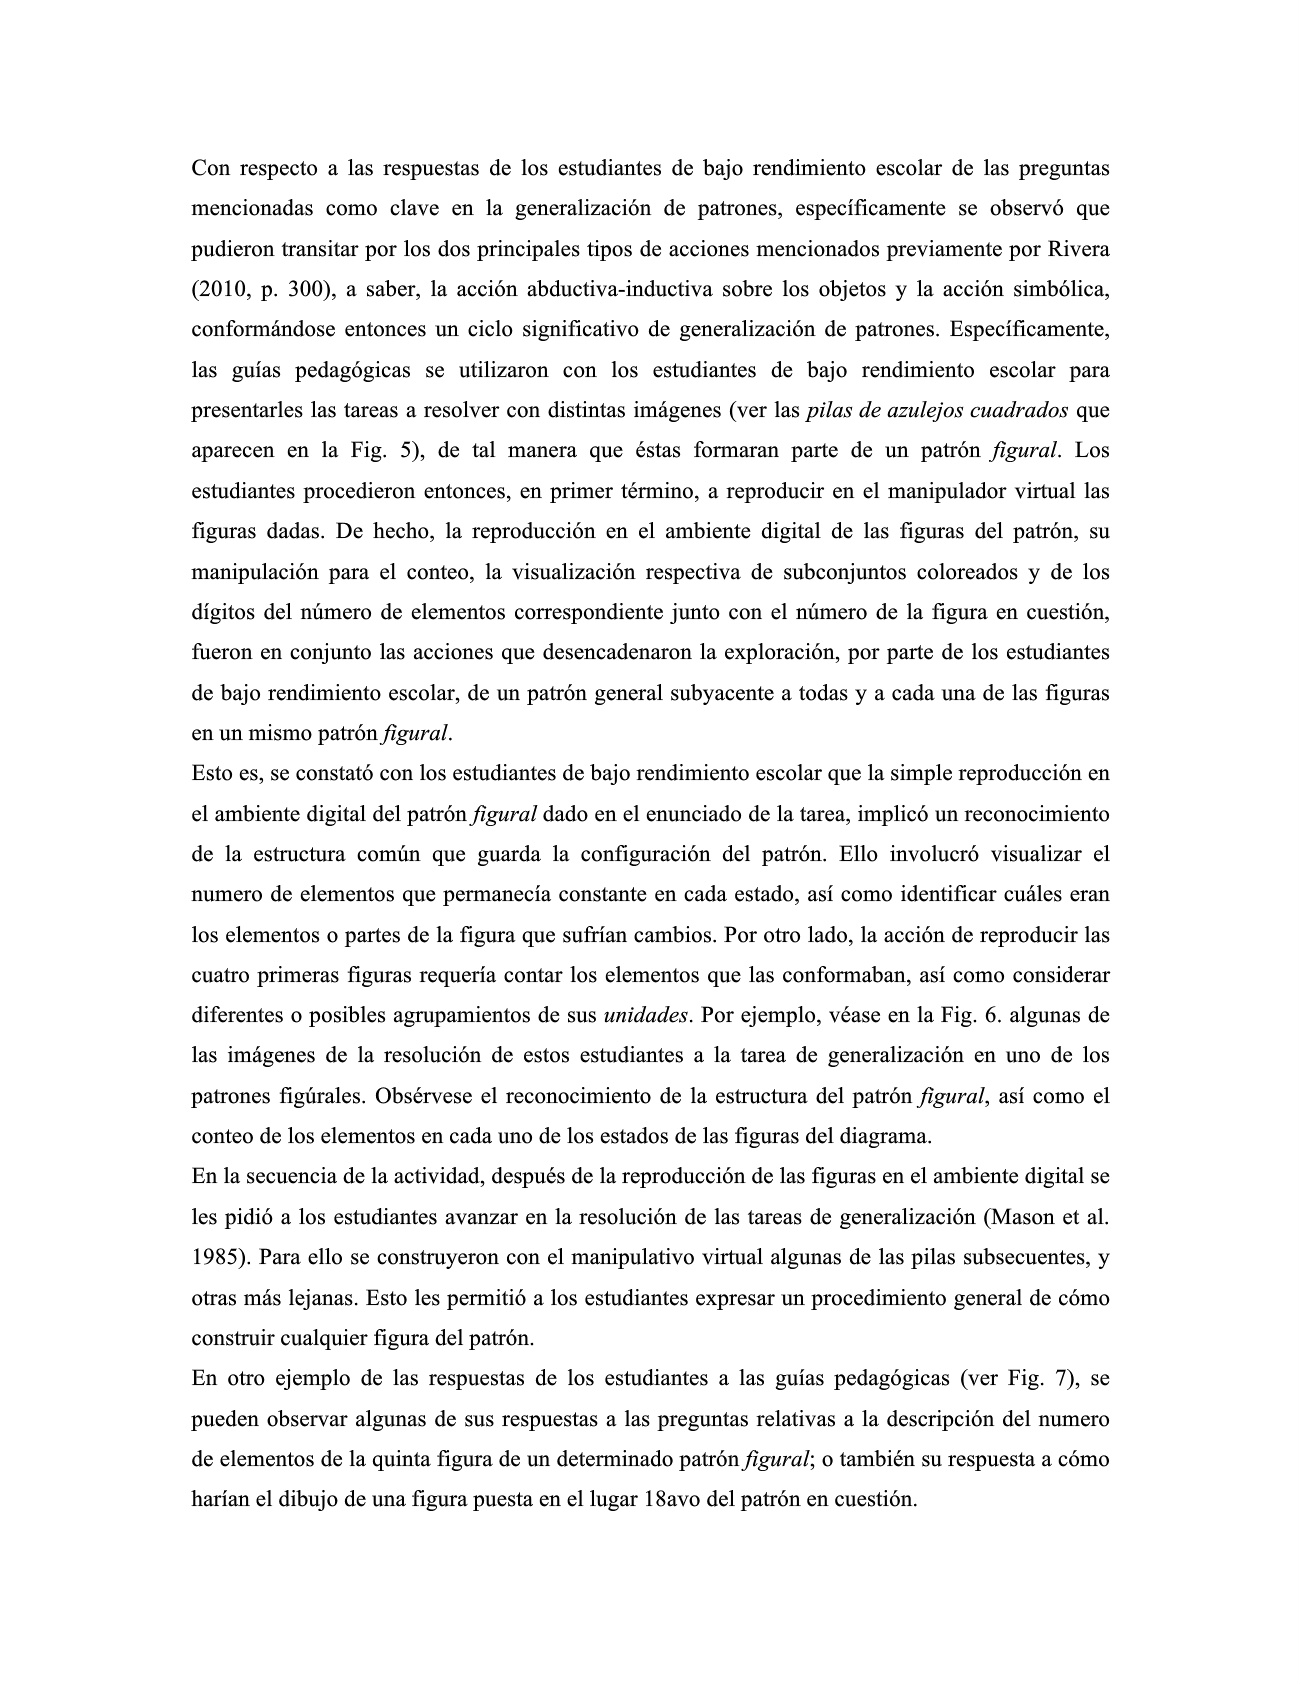 Con respecto a las respuestas de los estudiantes de bajo rendimiento escolar de las preguntas
mencionadas como clave en la generalización de patrones, específicamente se observó que
pudieron transitar por los dos principales tipos de acciones mencionados previamente por Rivera
(2010, p. 300), a saber, la acción abductiva-inductiva sobre los objetos y la acción simbólica,
conformándose entonces un ciclo significativo de generalización de patrones. Específicamente,
las guías pedagógicas se utilizaron con los estudiantes de bajo rendimiento escolar para
presentarles las tareas a resolver con distintas imágenes (ver las pilas de azulejos cuadrados que
aparecen en la Fig. 5), de tal manera que éstas formaran parte de un patrón figural. Los
estudiantes procedieron entonces, en primer término, a reproducir en el manipulador virtual las
figuras dadas. De hecho, la reproducción en el ambiente digital de las figuras del patrón, su
manipulación para el conteo, la visualización respectiva de subconjuntos coloreados y de los
dígitos del número de elementos correspondiente junto con el número de la figura en cuestión,
fueron en conjunto las acciones que desencadenaron la exploración, por parte de los estudiantes
de bajo rendimiento escolar, de un patrón general subyacente a todas y a cada una de las figuras
en un mismo patrón figural.
Esto es, se constató con los estudiantes de bajo rendimiento escolar que la simple reproducción en
el ambiente digital del patrón figural dado en el enunciado de la tarea, implicó un reconocimiento
de la estructura común que guarda la configuración del patrón. Ello involucró visualizar el
numero de elementos que permanecía constante en cada estado, así como identificar cuáles eran
los elementos o partes de la figura que sufrían cambios. Por otro lado, la acción de reproducir las
cuatro primeras figuras requería contar los elementos que las conformaban, así como considerar
diferentes o posibles agrupamientos de sus unidades. Por ejemplo, véase en la Fig. 6. algunas de
las imágenes de la resolución de estos estudiantes a la tarea de generalización en uno de los
patrones figúrales. Obsérvese el reconocimiento de la estructura del patrón figural, así como el
conteo de los elementos en cada uno de los estados de las figuras del diagrama.
En la secuencia de la actividad, después de la reproducción de las figuras en el ambiente digital se
les pidió a los estudiantes avanzar en la resolución de las tareas de generalización (Mason et al.
1985). Para ello se construyeron con el manipulativo virtual algunas de las pilas subsecuentes, y
otras más lejanas. Esto les permitió a los estudiantes expresar un procedimiento general de cómo
construir cualquier figura del patrón.
En otro ejemplo de las respuestas de los estudiantes a las guías pedagógicas (ver Fig. 7), se
pueden observar algunas de sus respuestas a las preguntas relativas a la descripción del numero
de elementos de la quinta figura de un determinado patrón figural; o también su respuesta a cómo
harían el dibujo de una figura puesta en el lugar 18avo del patrón en cuestión.